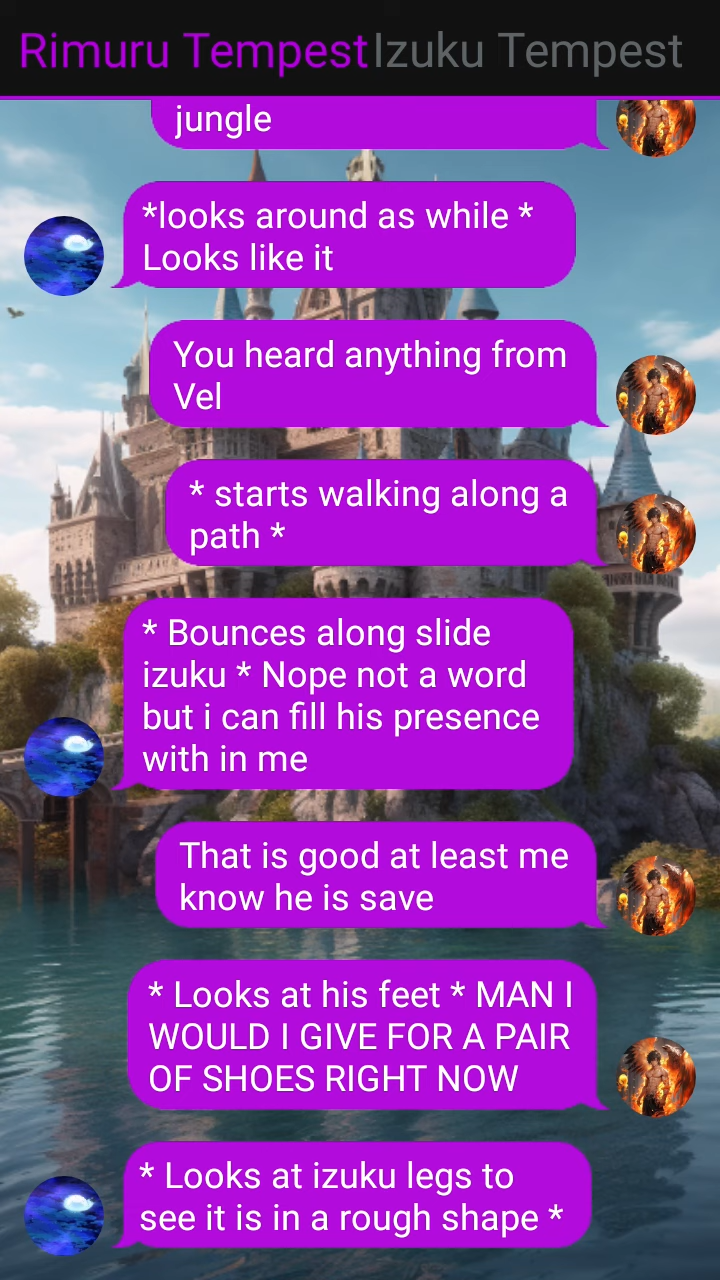 Rimuru Tempest Izuku Tempest
jungle
*looks around as while *
Looks like it
You heard anything from
Vel
* starts walking along a
path *
* Bounces along slide
izuku * Nope not a word
but i can fill his presence
with in me
That is good at least me
know he is save
* Looks at his feet * MAN I
WOULD I GIVE FOR A PAIR
OF SHOES RIGHT NOW
* Looks at izuku legs to
see it is in a rough shape *